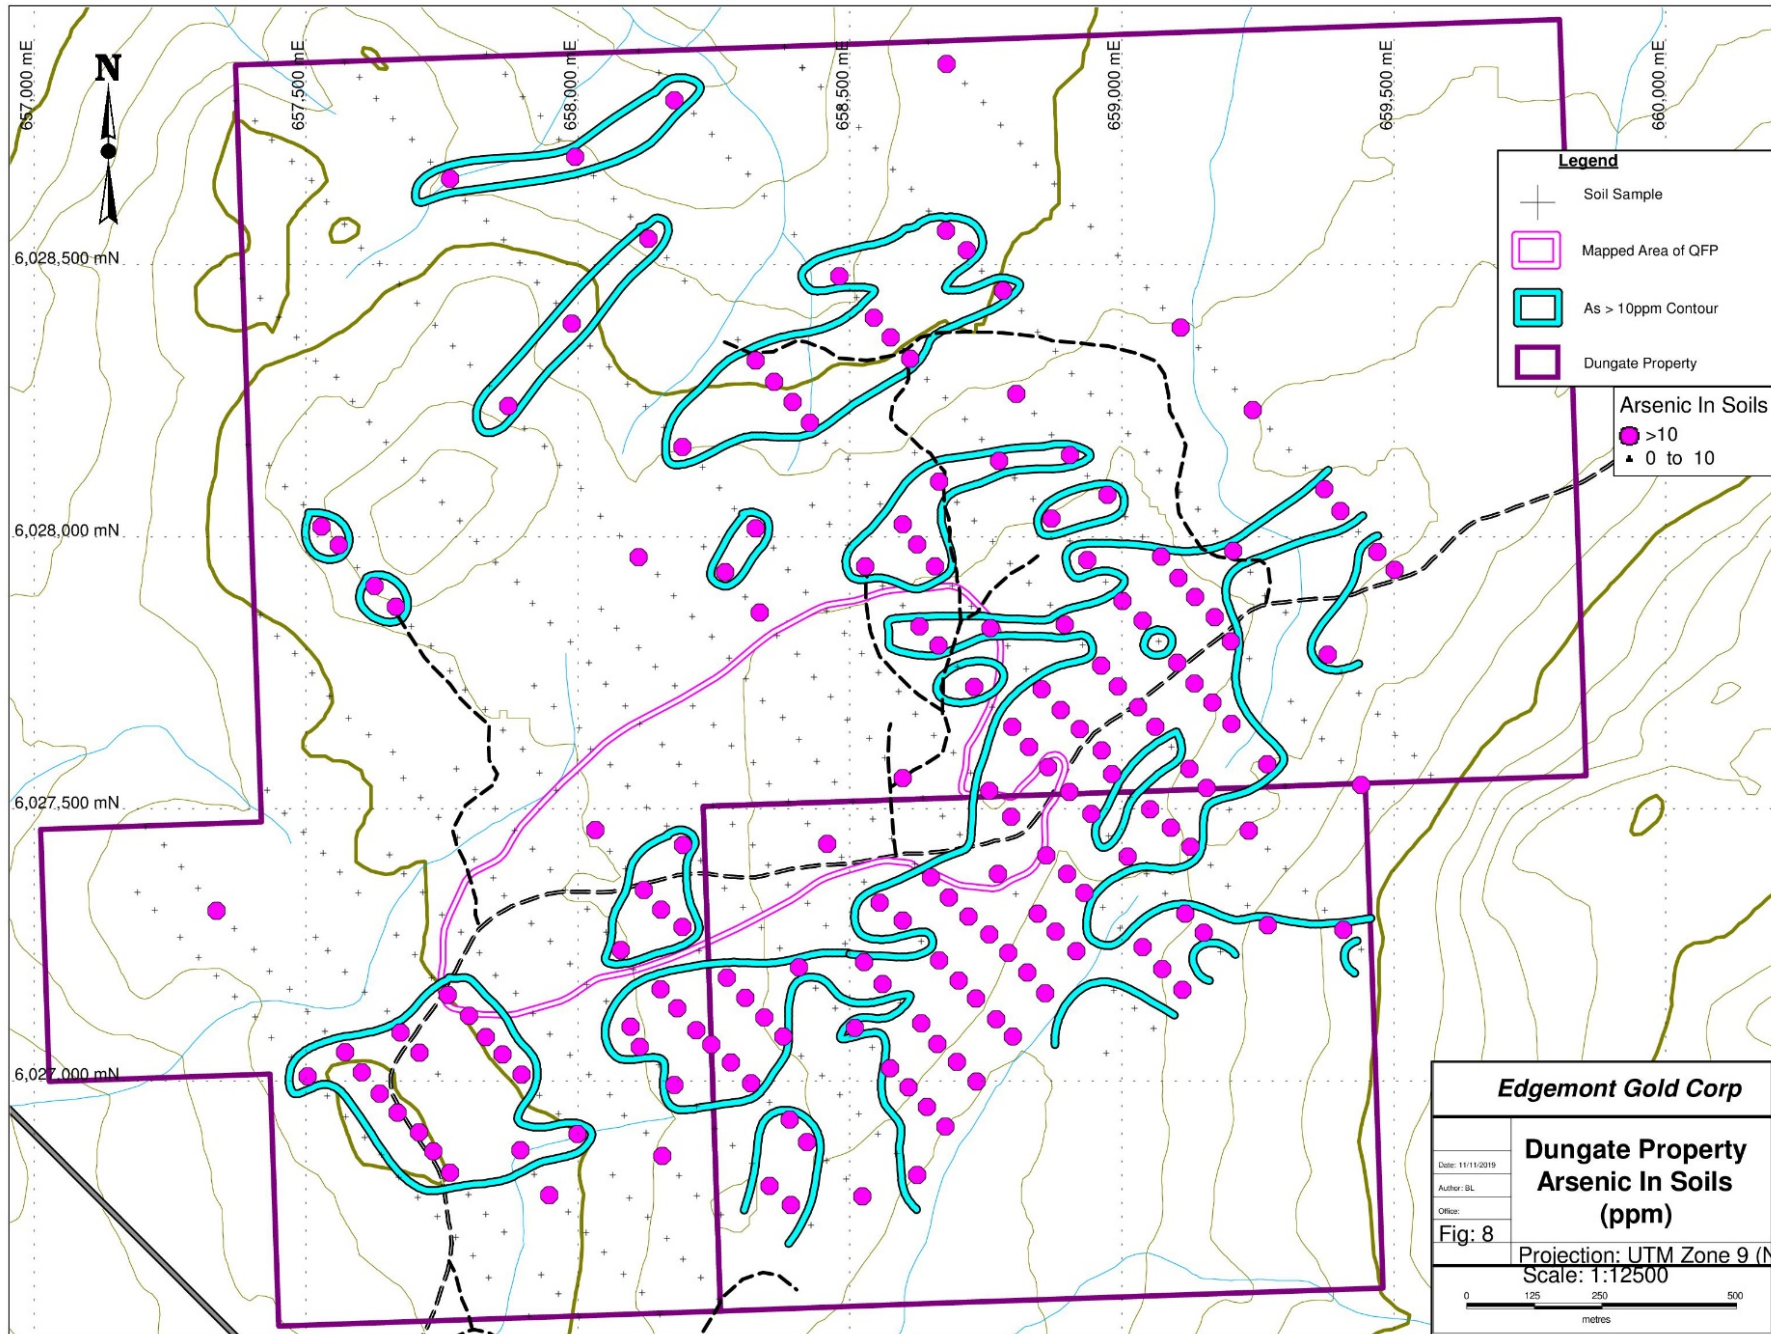 N
657,000 mE
657,500 mE
658,000 mE
658,500 mE
659,000 mE
659,500 mE
660,000 mE
6,028,500 mN
6,028,000 mN
6,027,500 mN
6,027,000 mN
Legend
Soil Sample
Mapped Area of QFP
As > 10ppm Contour
Dungate Property
Arsenic In Soils
>10
0 to 10
Edgemont Gold Corp
Date: 11/11/2019
Author: BL
Office:
Fig: 8
Dungate Property
Arsenic In Soils
(ppm)
Projection: UTM Zone 9 (N
Scale: 1:12500
0 125 250 500
metres